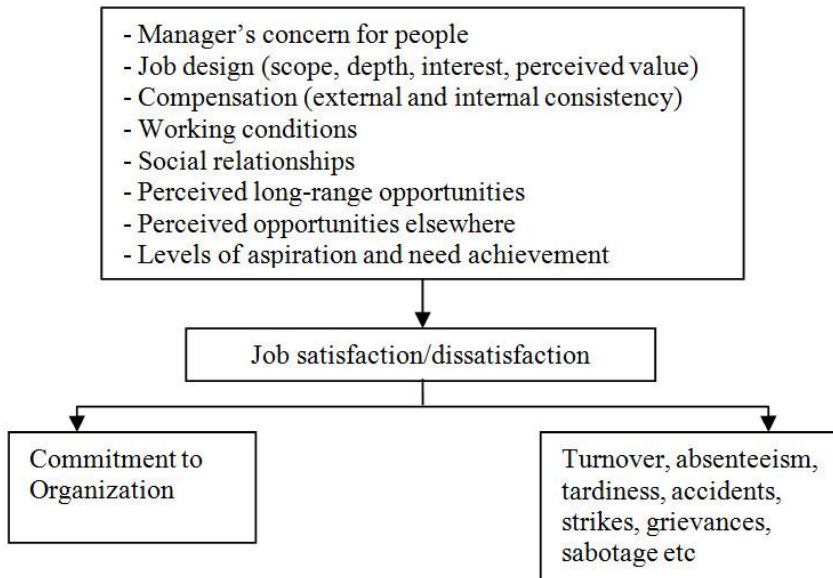 - Manager’s concern for people
- Job design (scope, depth, interest, perceived value)
- Compensation (external and internal consistency)
- Working conditions
- Social relationships
- Perceived long-range opportunities
- Perceived opportunities elsewhere
- Levels of aspiration and need achievement
Job satisfaction/dissatisfaction
Commitment to
Organization
Turnover, absenteeism,
tardiness, accidents,
strikes, grievances,
sabotage etc